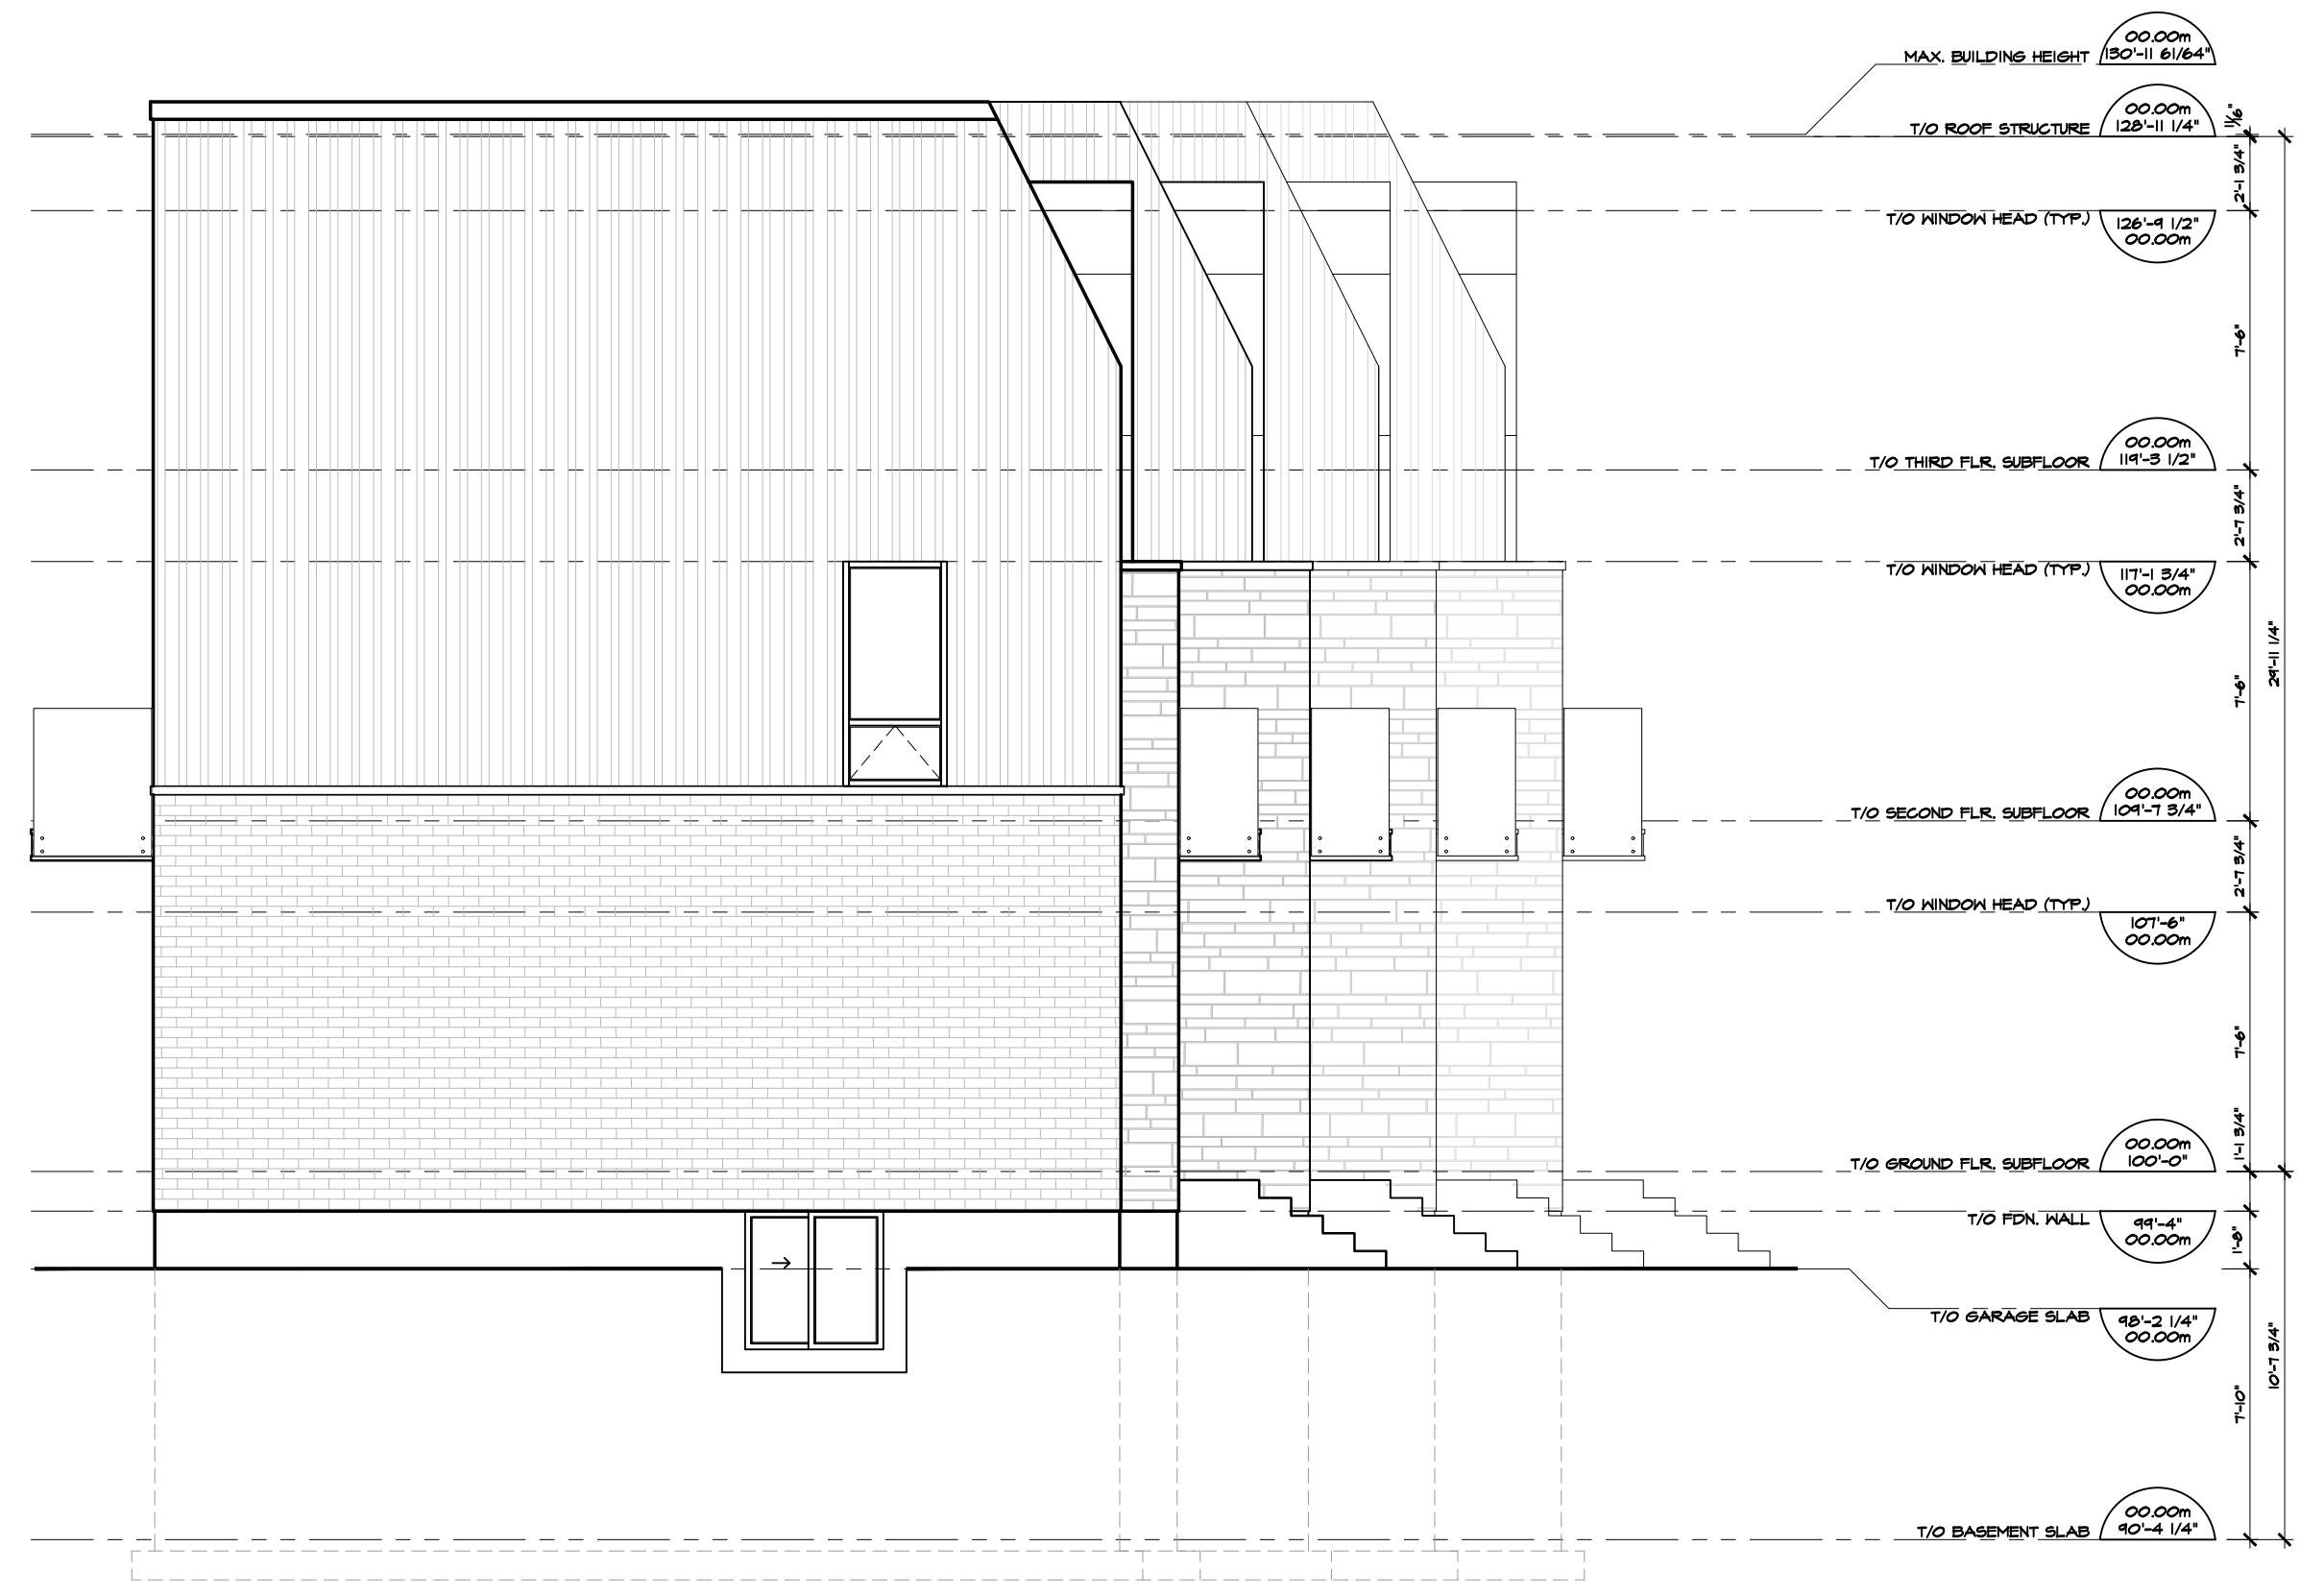 00.00m
MAX. BUILDING HEIGHT 130'-11 61/64"
00.00m
T/O ROOF STRUCTURE 128'-11 1/4"
T/O WINDOW HEAD (TYP.) 126'-9 1/2"
00.00m
00.00m
T/O THIRD FLR. SUBFLOOR 119'-3 1/2"
T/O WINDOW HEAD (TYP.) 117'-1 3/4"
00.00m
00.00m
T/O SECOND FLR. SUBFLOOR 109'-7 3/4"
T/O WINDOW HEAD (TYP.) 107'-6"
00.00m
00.00m
T/O GROUND FLR. SUBFLOOR 100'-0"
T/O FDN. WALL 99'-4"
00.00m
T/O GARAGE SLAB 98'-2 1/4"
00.00m
00.00m
T/O BASEMENT SLAB 90'-4 1/4"
2'-1 3/4"
7'-6"
2'-7 3/4"
7'-6"
2'-7 3/4"
7'-6"
1'-1 3/4"
1'-8"
7'-10"
29'-11 1/4"
10'-7 3/4"